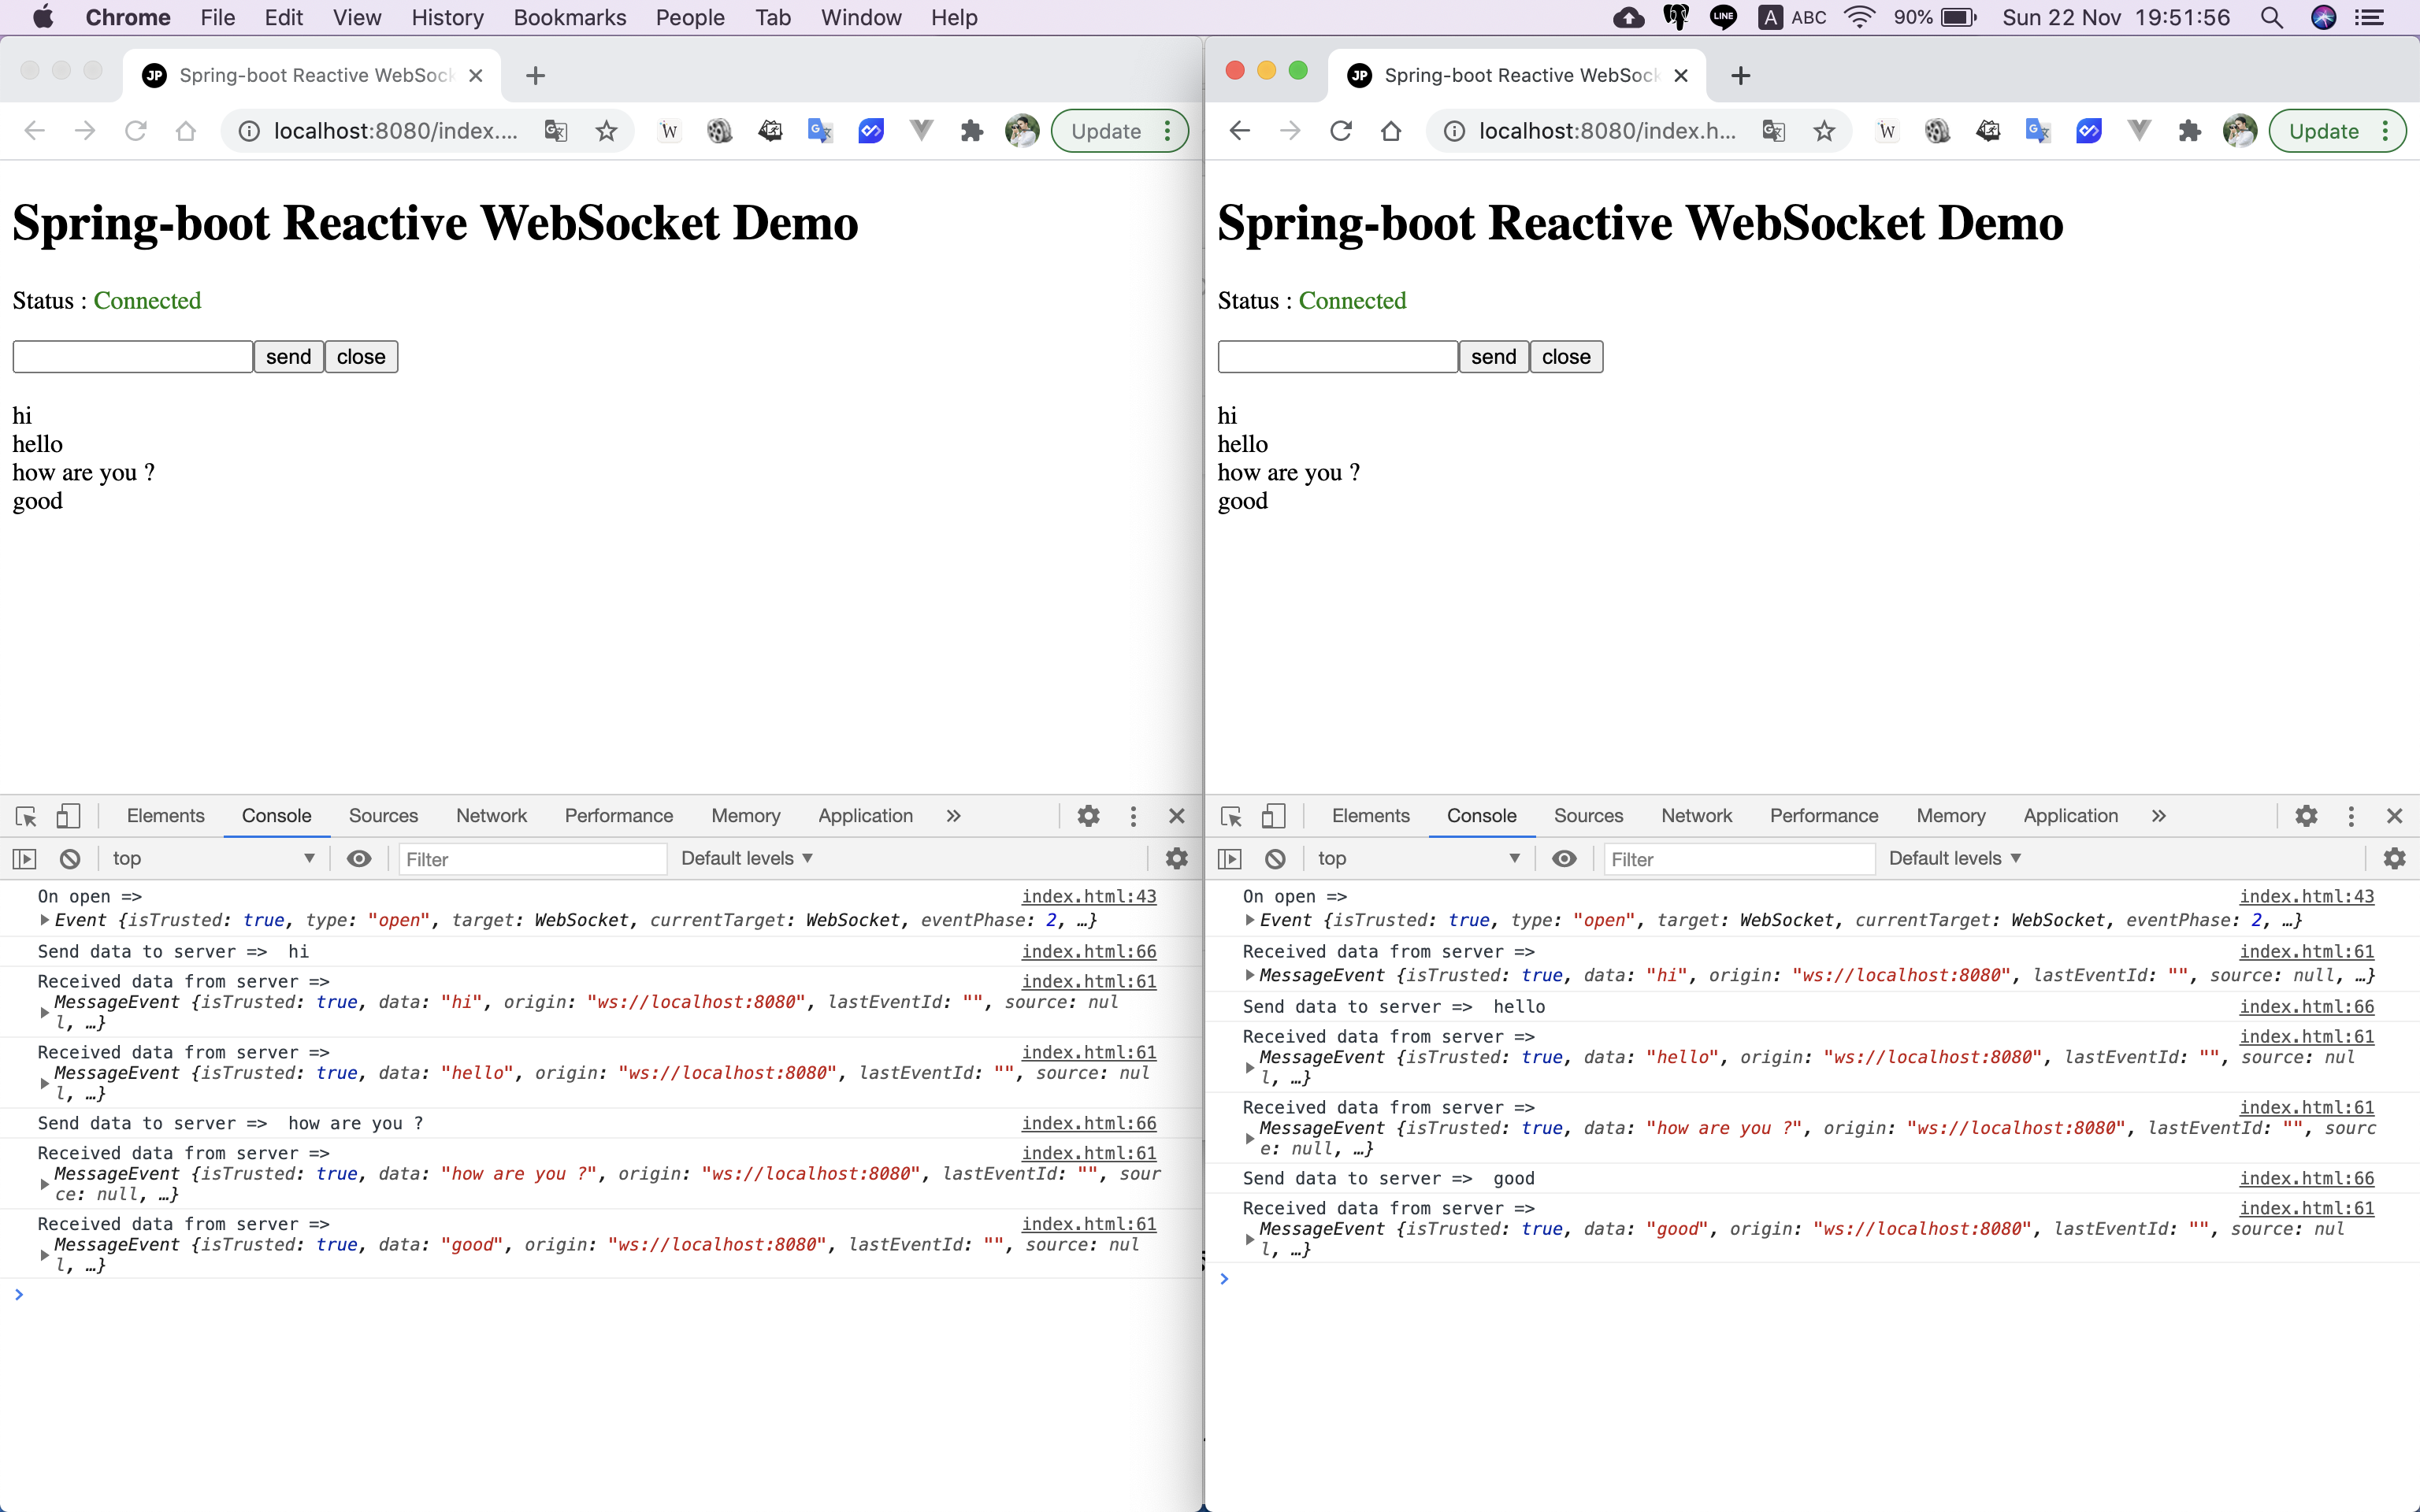 Chrome File Edit View History Bookmarks People Tab Window Help LINE A ABC 90% Sun 22 Nov 19:51:56
JP Spring-boot Reactive WebSock
localhost:8080/index.... W Update
Spring-boot Reactive WebSocket Demo
Status : Connected
send close
hi
hello
how are you ?
good
Elements Console Sources Network Performance Memory Application »
top Filter Default levels
On open => index.html:43
Event {isTrusted: true, type: "open", target: WebSocket, currentTarget: WebSocket, eventPhase: 2, …}
Send data to server => hi index.html:66
Received data from server => index.html:61
MessageEvent {isTrusted: true, data: "hi", origin: "ws://localhost:8080", lastEventId: "", source: nul
l, …}
Received data from server => index.html:61
MessageEvent {isTrusted: true, data: "hello", origin: "ws://localhost:8080", lastEventId: "", source: nul
l, …}
Send data to server => how are you ? index.html:66
Received data from server => index.html:61
MessageEvent {isTrusted: true, data: "how are you ?", origin: "ws://localhost:8080", lastEventId: "", sour
ce: null, …}
Received data from server => index.html:61
MessageEvent {isTrusted: true, data: "good", origin: "ws://localhost:8080", lastEventId: "", source: nul
l, …}
JP Spring-boot Reactive WebSock
localhost:8080/index.h... W Update
Spring-boot Reactive WebSocket Demo
Status : Connected
send close
hi
hello
how are you ?
good
Elements Console Sources Network Performance Memory Application »
top Filter Default levels
On open => index.html:43
Event {isTrusted: true, type: "open", target: WebSocket, currentTarget: WebSocket, eventPhase: 2, …}
Received data from server => index.html:61
MessageEvent {isTrusted: true, data: "hi", origin: "ws://localhost:8080", lastEventId: "", source: null, …}
Send data to server => hello index.html:66
Received data from server => index.html:61
MessageEvent {isTrusted: true, data: "hello", origin: "ws://localhost:8080", lastEventId: "", source: nul
l, …}
Received data from server => index.html:61
MessageEvent {isTrusted: true, data: "how are you ?", origin: "ws://localhost:8080", lastEventId: "", sourc
e: null, …}
Send data to server => good index.html:66
Received data from server => index.html:61
MessageEvent {isTrusted: true, data: "good", origin: "ws://localhost:8080", lastEventId: "", source: nul
l, …}